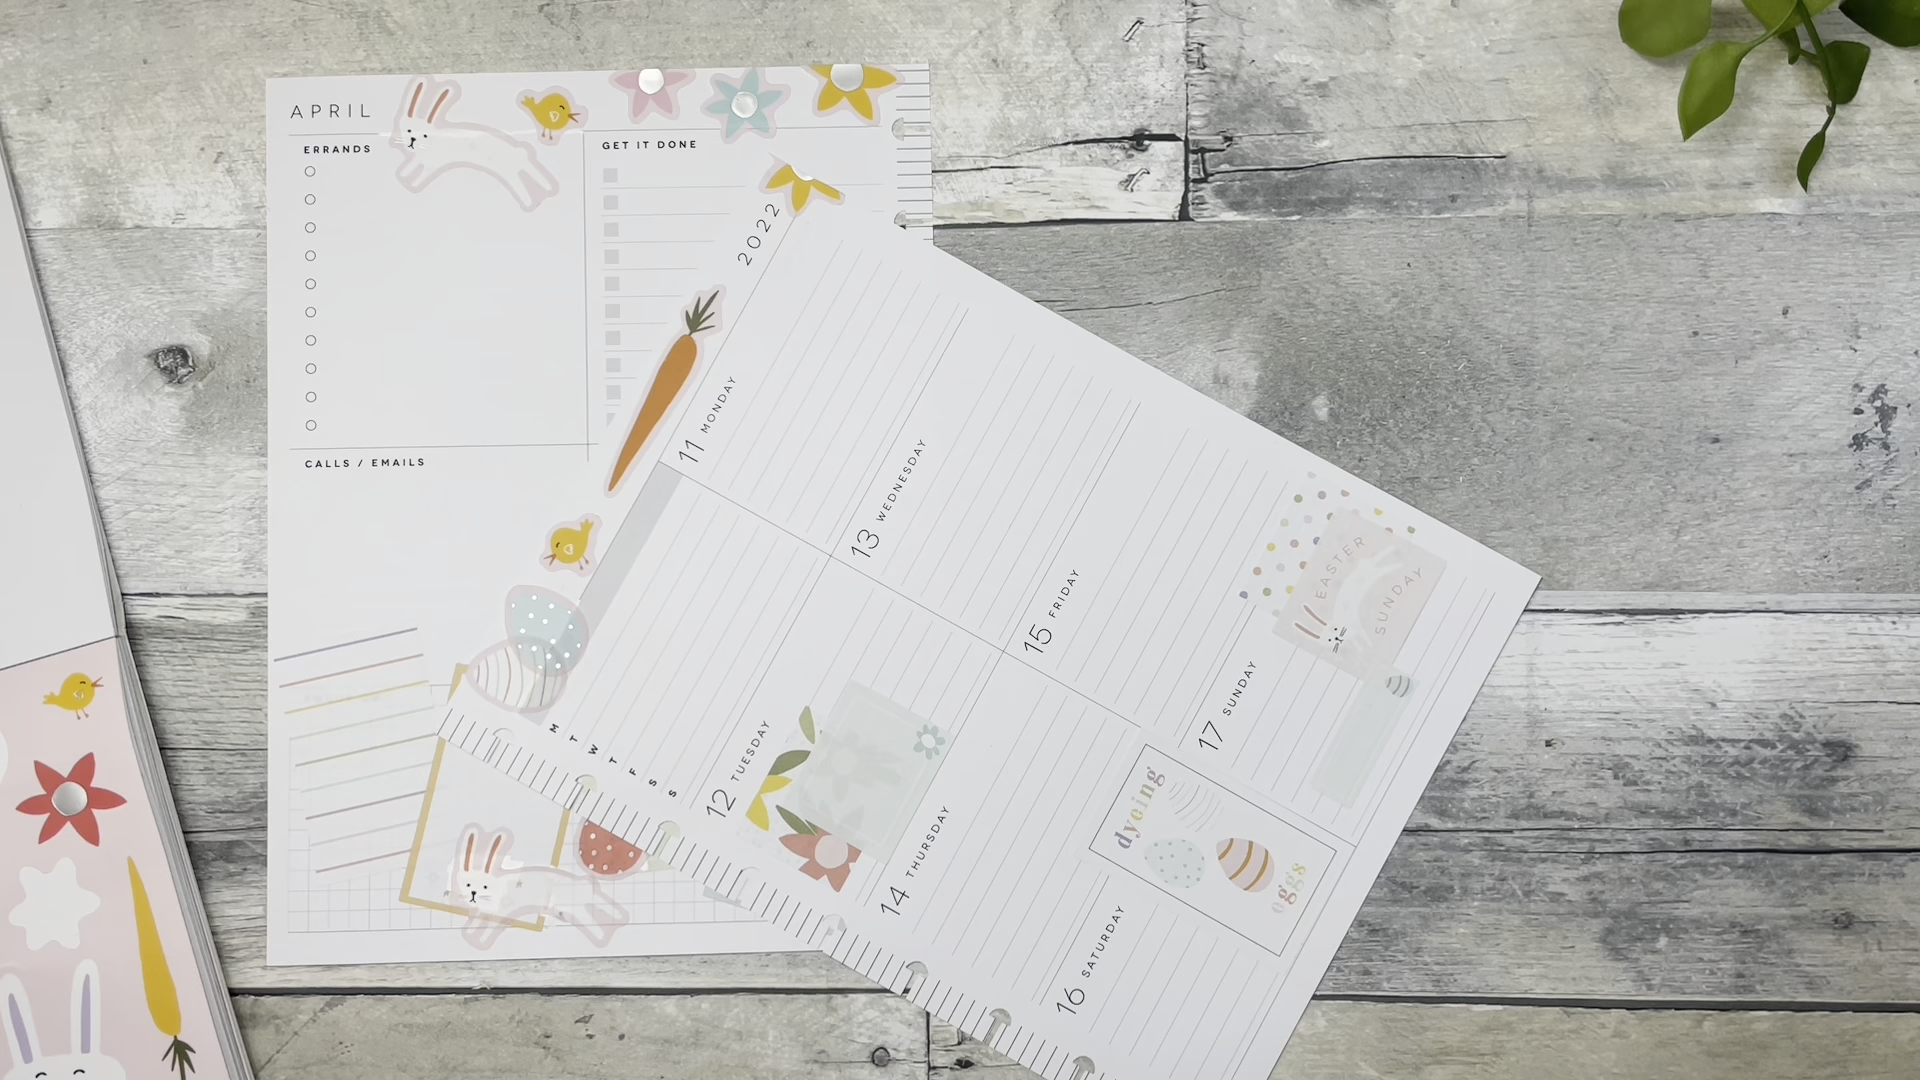 APRIL
ERRANDS
GET IT DONE
CALLS / EMAILS
2022
11 MONDAY
M
T
W
T
F
S
S
12 TUESDAY
13 WEDNESDAY
14 THURSDAY
15 FRIDAY
16 SATURDAY
17 SUNDAY
EASTER
SUNDAY
dyeing
eggs